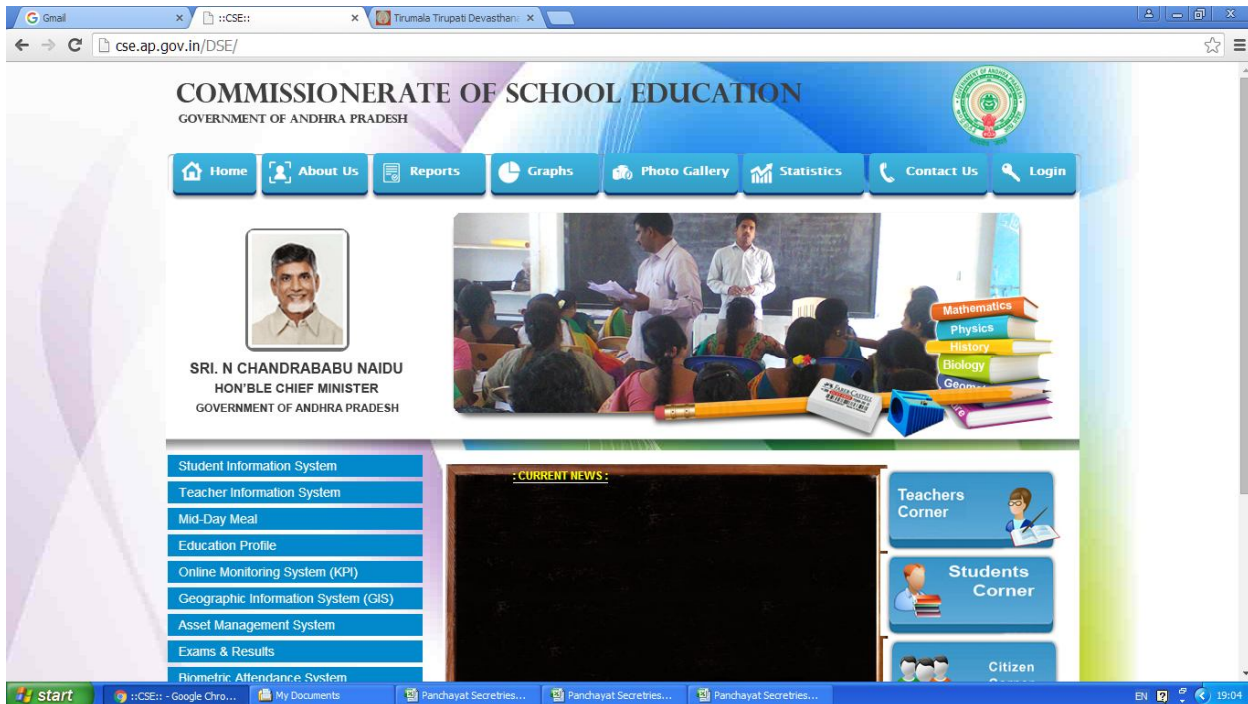 Gmail
::CSE::
Tirumala Tirupati Devasthan
cse.ap.gov.in/DSE/
COMMISSIONERATE OF SCHOOL EDUCATION
GOVERNMENT OF ANDHRA PRADESH
Home
About Us
Reports
Graphs
Photo Gallery
Statistics
Contact Us
Login
SRI. N CHANDRABABU NAIDU
HON'BLE CHIEF MINISTER
GOVERNMENT OF ANDHRA PRADESH
Mathematics
Physics
History
Biology
FABER-CASTELL
Student Information System
Teacher Information System
Mid-Day Meal
Education Profile
Online Monitoring System (KPI)
Geographic Information System (GIS)
Asset Management System
Exams & Results
Biometric Attendance System
: CURRENT NEWS :
Teachers
Corner
Students
Corner
Citizen
start
::CSE:: - Google Chro...
My Documents
Panchayat Secretries...
Panchayat Secretries...
Panchayat Secretries...
EN
19:04